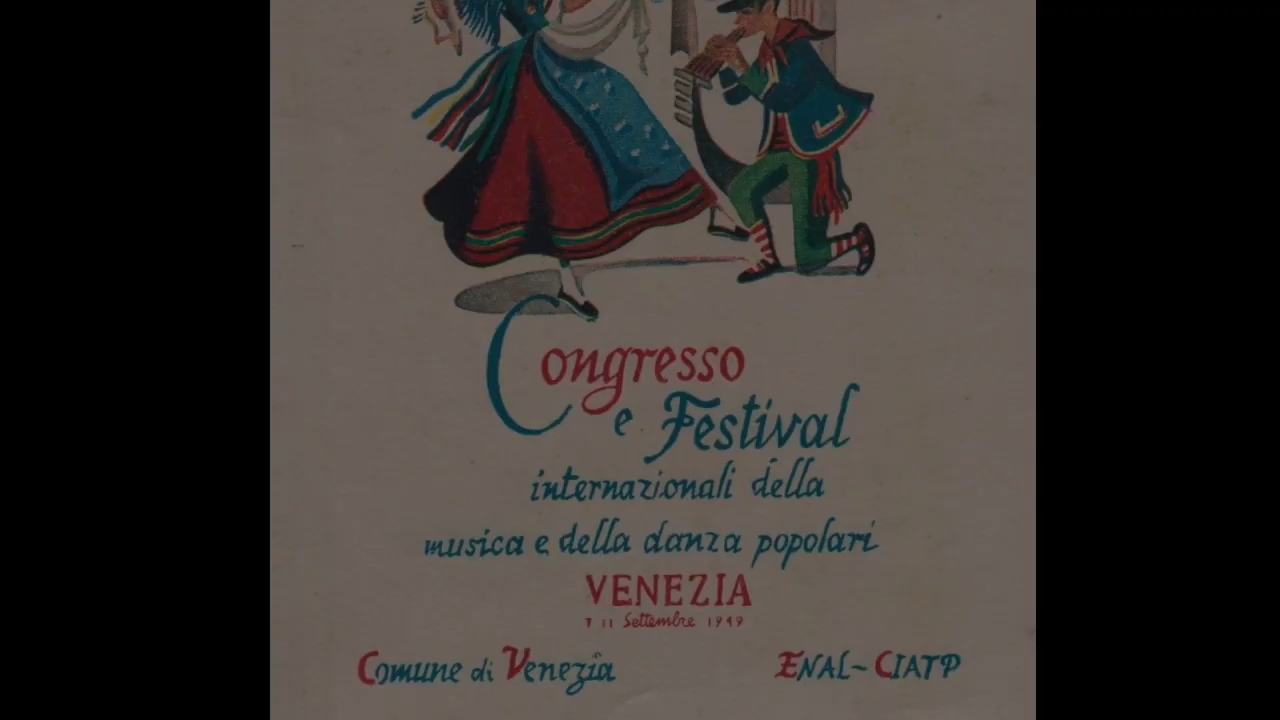 Congresso
e Festival
internazionali della
musica e della danza popolari
VENEZIA
7 11 Settembre 1949
Comune di Venezia ENAL-CIATP